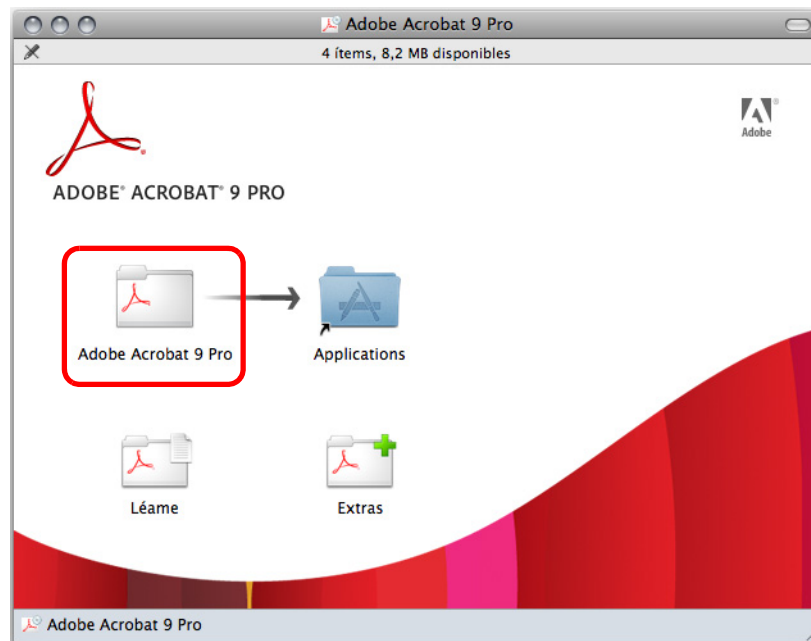 Adobe Acrobat 9 Pro
4 ítems, 8,2 MB disponibles
Adobe
ADOBE® ACROBAT® 9 PRO
Adobe Acrobat 9 Pro
Applications
Léame
Extras
Adobe Acrobat 9 Pro